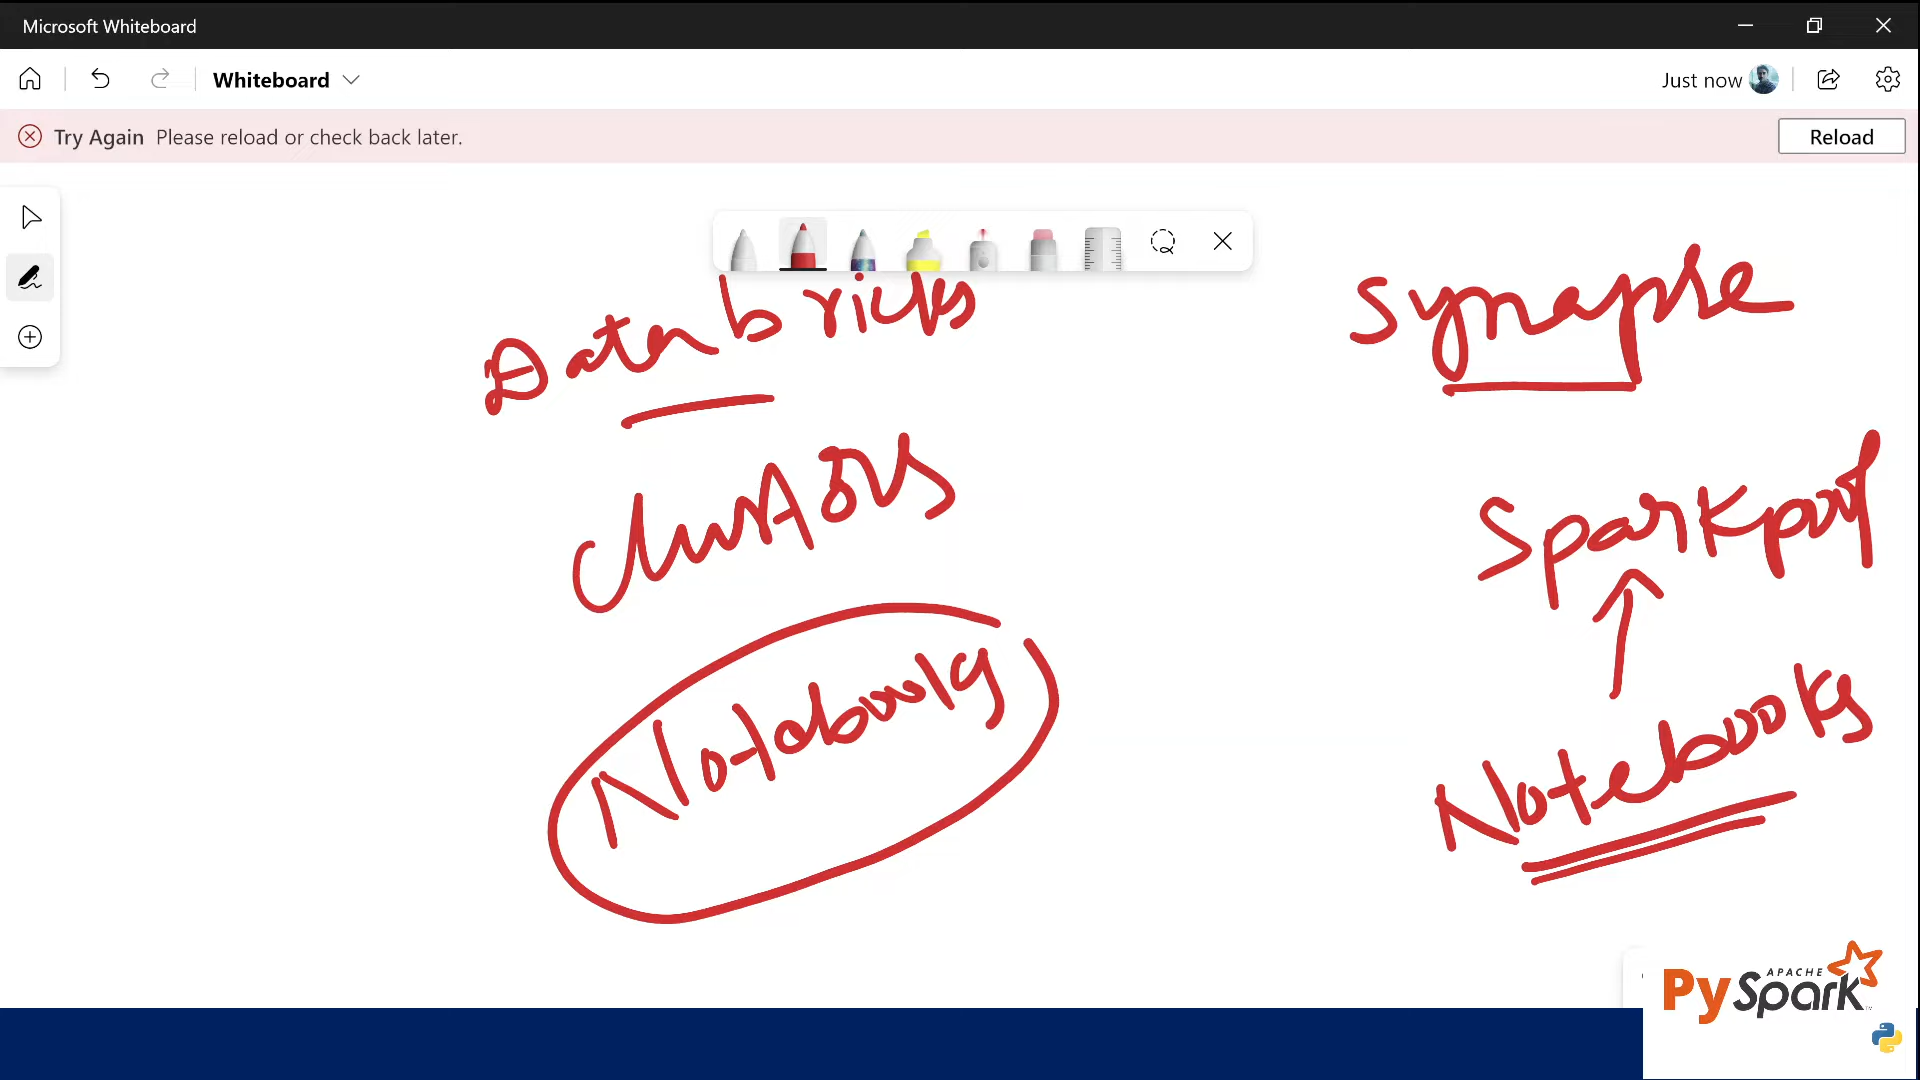 Microsoft Whiteboard
Whiteboard
Just now
Try Again Please reload or check back later.
Reload
Databricks
Synapse
clustors
Sparkpool
Notebooks
Notebooks
APACHE
PySpark